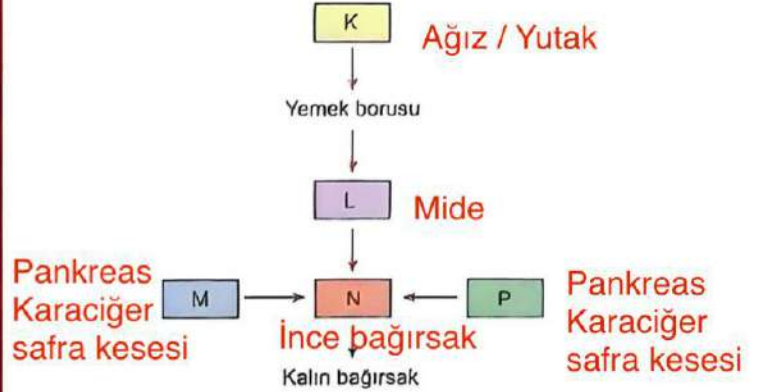 K
Ağız / Yutak
Yemek borusu
L
Mide
Pankreas
Karaciğer
safra kesesi
M
N
P
Pankreas
Karaciğer
safra kesesi
İnce bağırsak
Kalın bağırsak